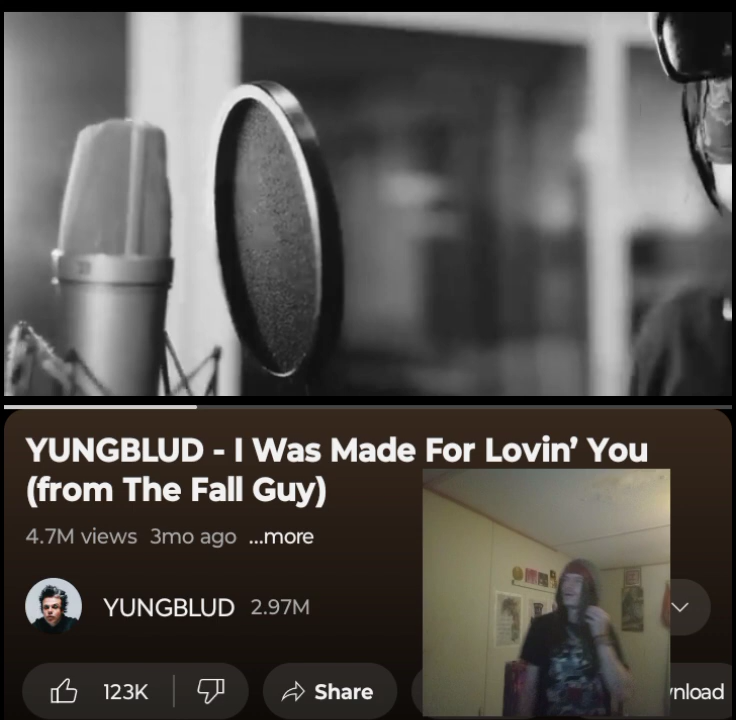 YUNGBLUD - I Was Made For Lovin’ You
(from The Fall Guy)
4.7M views 3mo ago ...more
YUNGBLUD 2.97M
123K Share nload